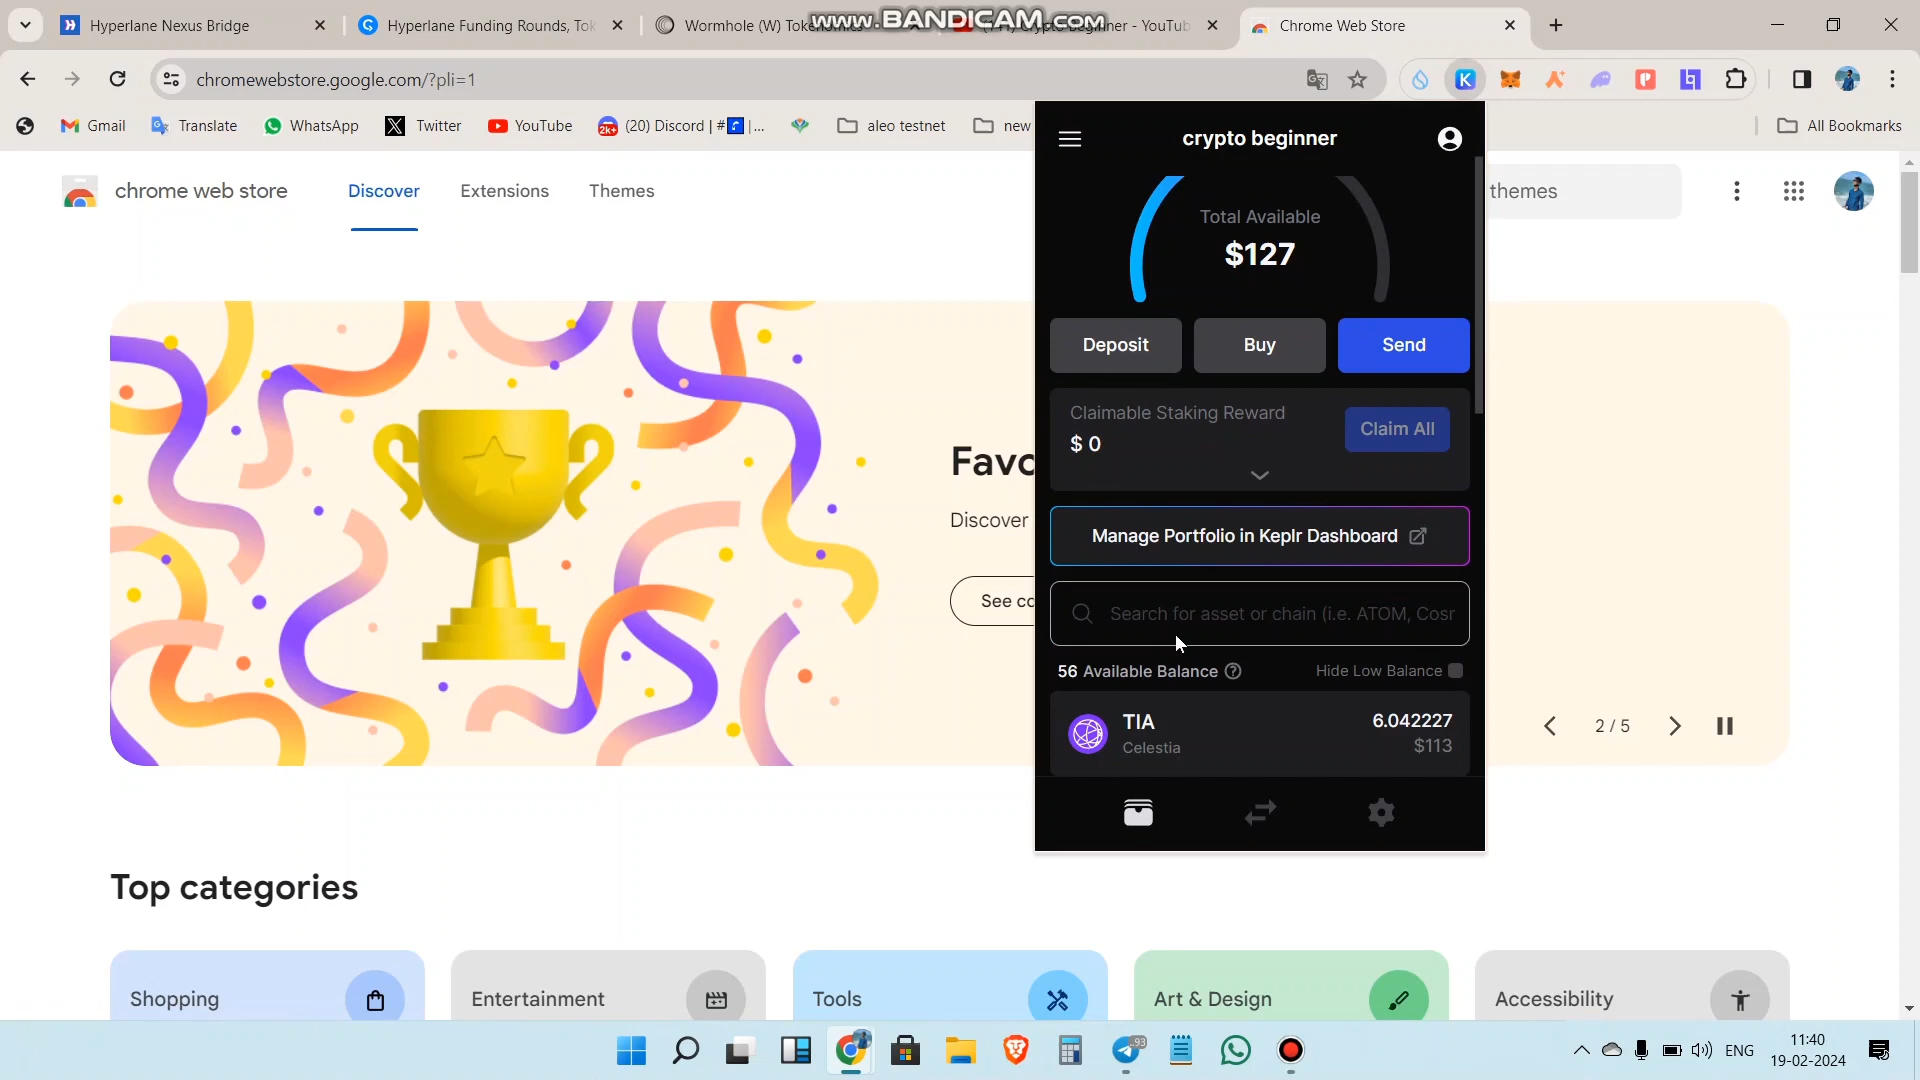 www.BANDICAM.com
Hyperlane Nexus Bridge
Hyperlane Funding Rounds, Tok
Wormhole (W) Tokenomics
Crypto Beginner - YouTub
Chrome Web Store
chromewebstore.google.com/?pli=1
Gmail
Translate
WhatsApp
Twitter
YouTube
(20) Discord | #
|...
aleo testnet
new
All Bookmarks
chrome web store
Discover
Extensions
Themes
themes
crypto beginner
Total Available
$127
Deposit
Buy
Send
Claimable Staking Reward
$ 0
Claim All
Manage Portfolio in Keplr Dashboard
Search for asset or chain (i.e. ATOM, Cosr
56 Available Balance
Hide Low Balance
TIA
6.042227
Celestia
$113
Favo
Discover
See co
2 / 5
Top categories
Shopping
Entertainment
Tools
Art & Design
Accessibility
93
ENG
11:40
19-02-2024